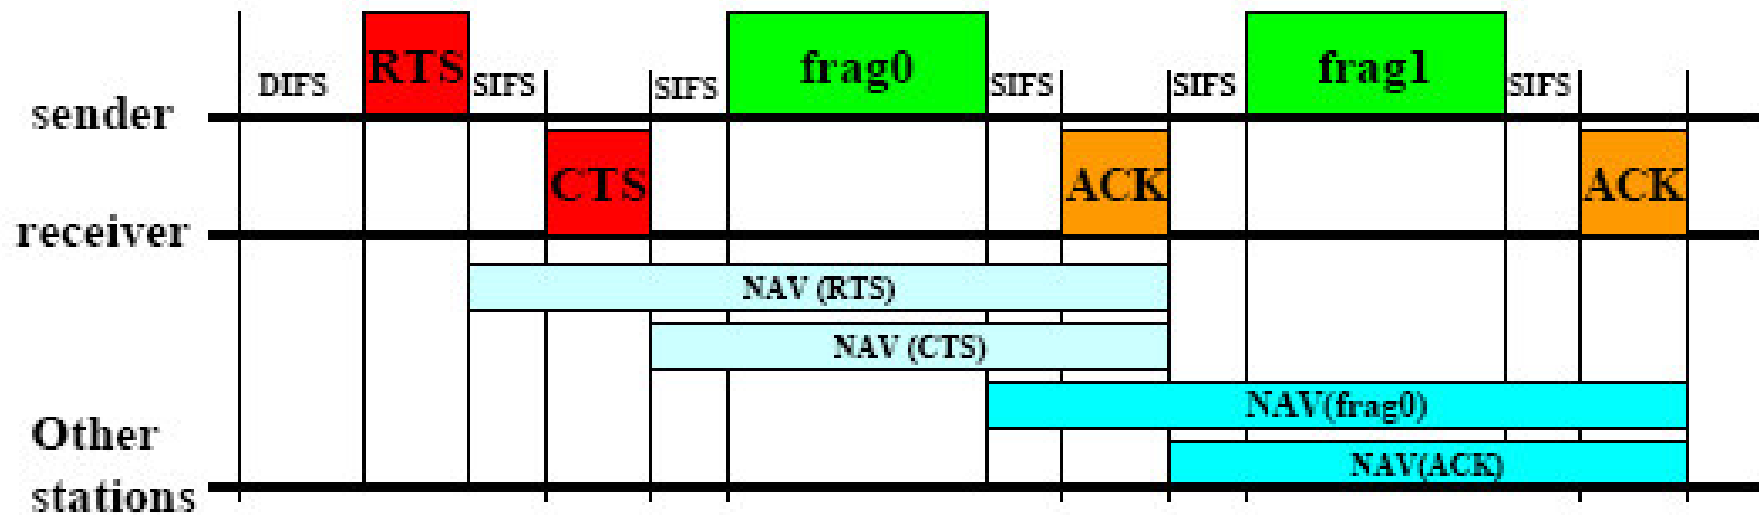 DIFS
RTS
SIFS
SIFS
frag0
SIFS
SIFS
frag1
SIFS
sender
CTS
ACK
ACK
receiver
NAV (RTS)
NAV (CTS)
NAV(frag0)
Other
stations
NAV(ACK)